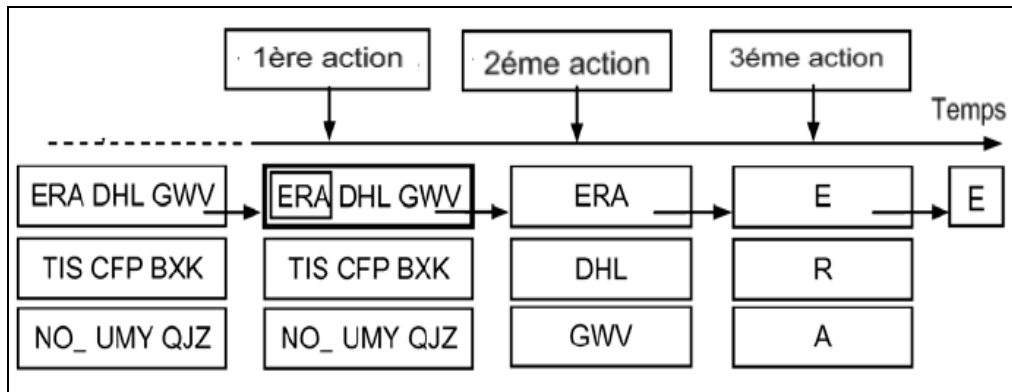 1ère action 2éme action 3éme action
Temps
ERA DHL GWV ERA DHL GWV ERA E E
TIS CFP BXK TIS CFP BXK DHL R
NO_ UMY QJZ NO_ UMY QJZ GWV A